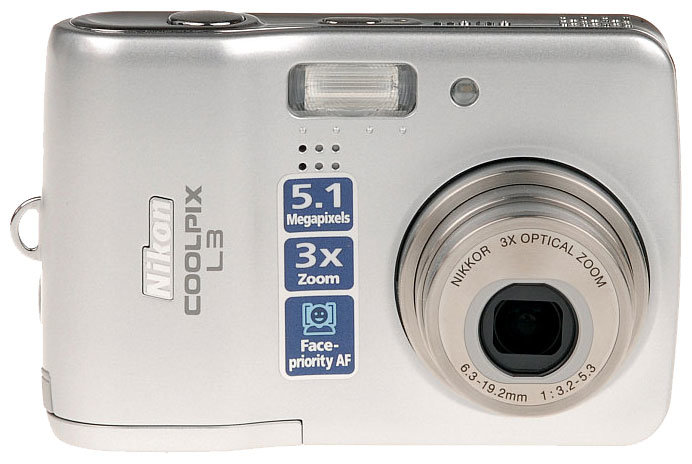 Nikon
COOLPIX
L3
5.1
Megapixels
3x
Zoom
Face-
priority AF
NIKKOR 3X OPTICAL ZOOM
6.3-19.2mm 1:3.2-5.3